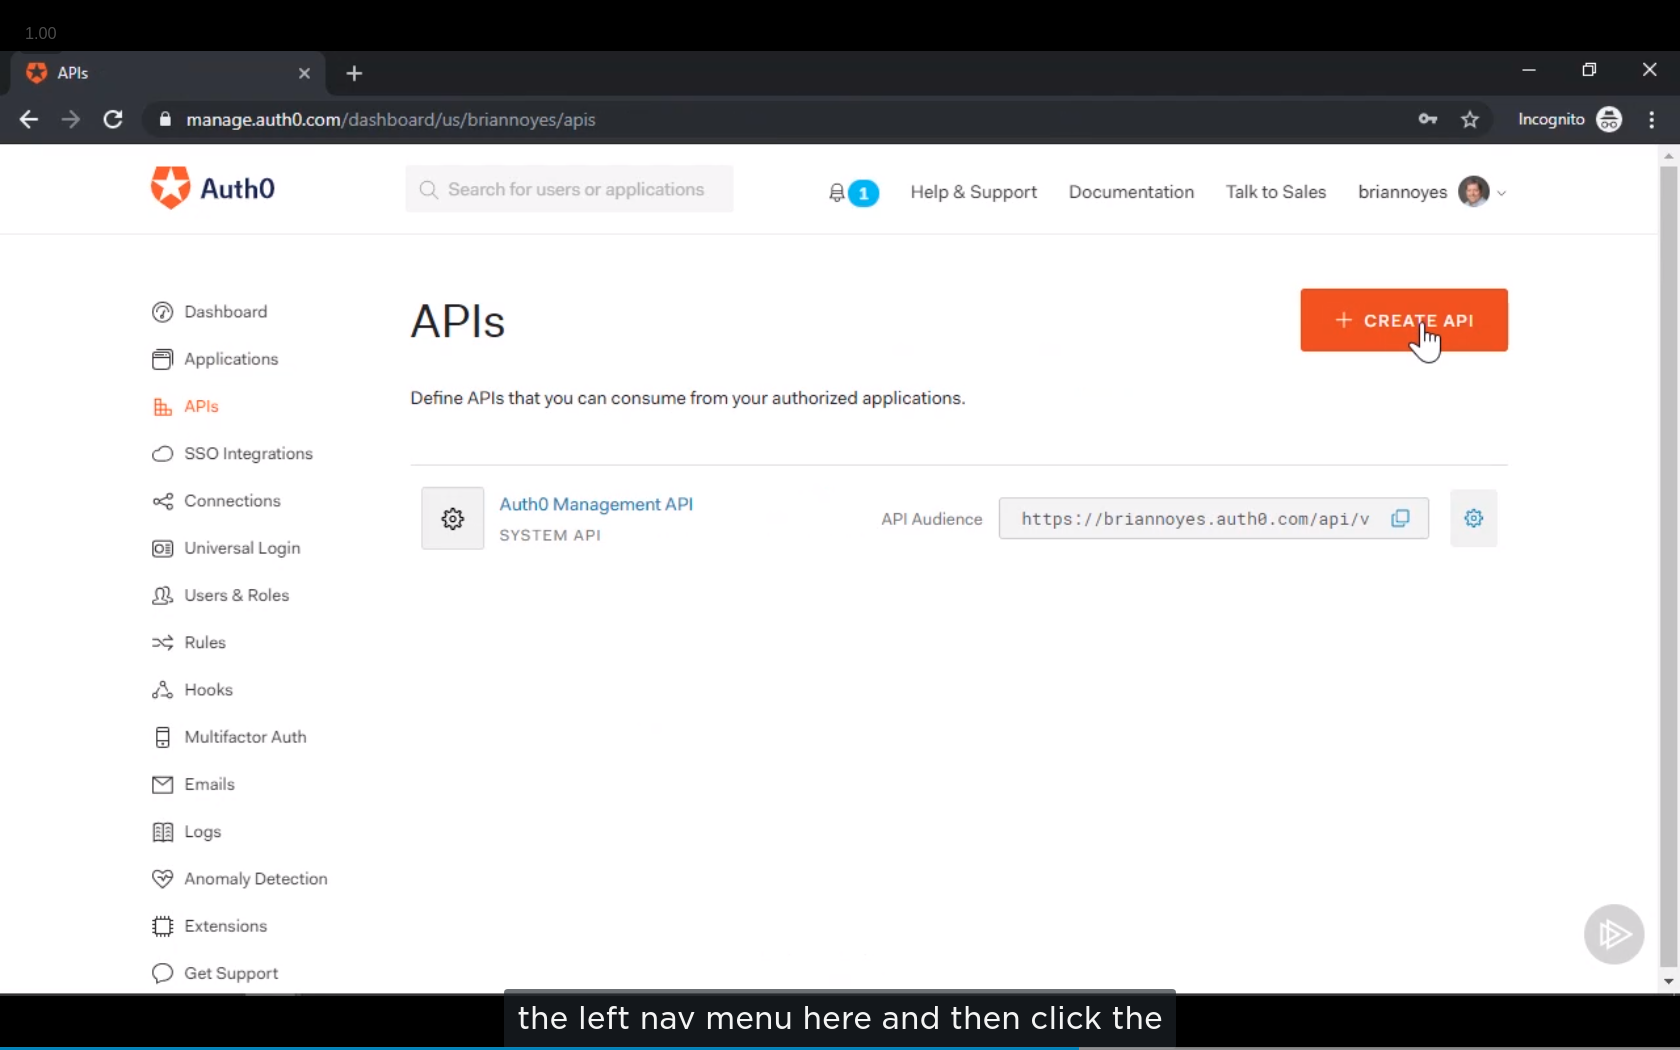 1.00
APIs
manage.auth0.com/dashboard/us/briannoyes/apis
Incognito
Auth0
Search for users or applications
1
Help & Support
Documentation
Talk to Sales
briannoyes
Dashboard
Applications
APIs
SSO Integrations
Connections
Universal Login
Users & Roles
Rules
Hooks
Multifactor Auth
Emails
Logs
Anomaly Detection
Extensions
Get Support
APIs
+ CREATE API
Define APIs that you can consume from your authorized applications.
Auth0 Management API
SYSTEM API
API Audience
https://briannoyes.auth0.com/api/v
the left nav menu here and then click the